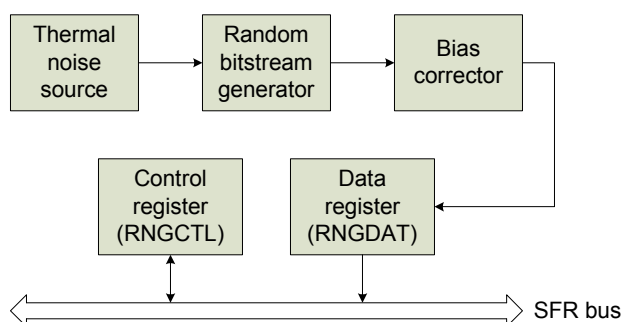 Thermal
noise
source
Random
bitstream
generator
Bias
corrector
Control
register
(RNGCTL)
Data
register
(RNGDAT)
SFR bus